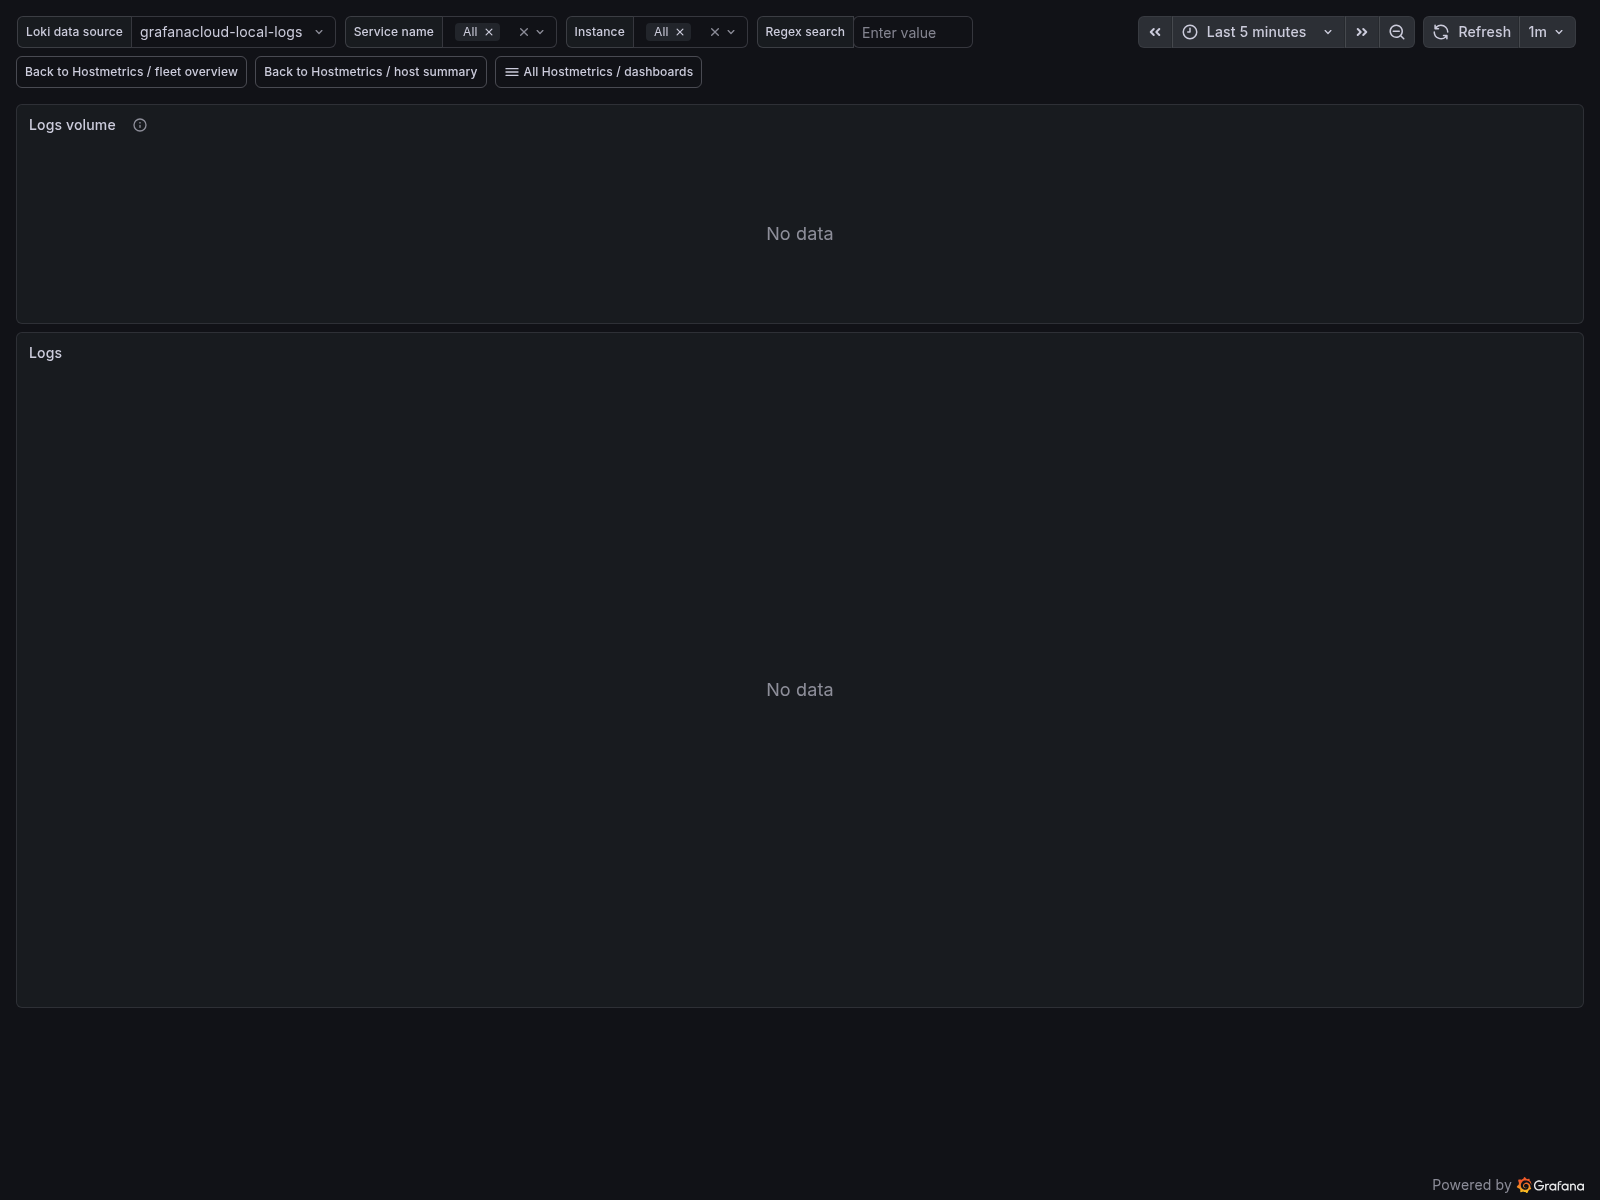 Loki data source grafanacloud-local-logs Service name All Instance All Regex search Enter value Last 5 minutes Refresh 1m
Back to Hostmetrics / fleet overview Back to Hostmetrics / host summary All Hostmetrics / dashboards
Logs volume
No data
Logs
No data
Powered by Grafana